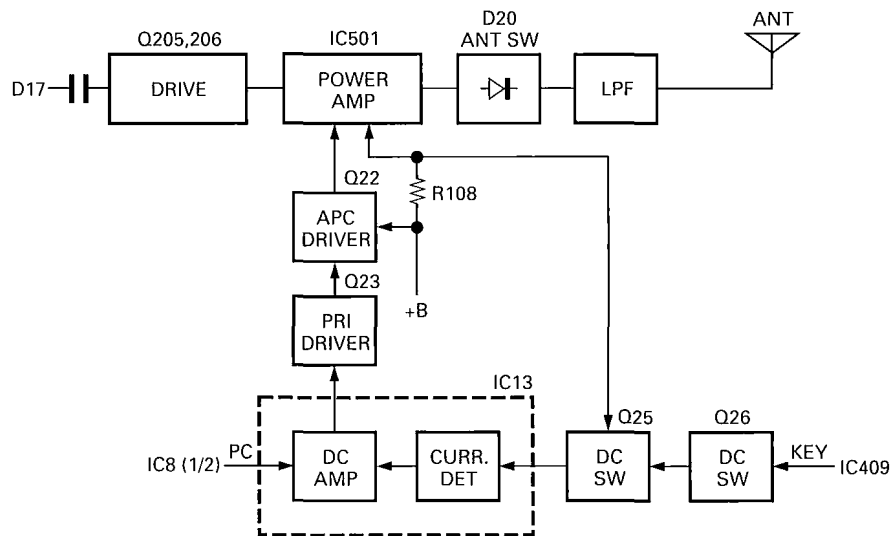 D20
ANT SW
ANT
Q205,206
IC501
D17
DRIVE
POWER
AMP
LPF
Q22
R108
APC
DRIVER
Q23
+B
PRI
DRIVER
IC13
Q25
Q26
IC8 (1/2)
PC
DC
AMP
CURR.
DET
DC
SW
DC
SW
KEY
IC409